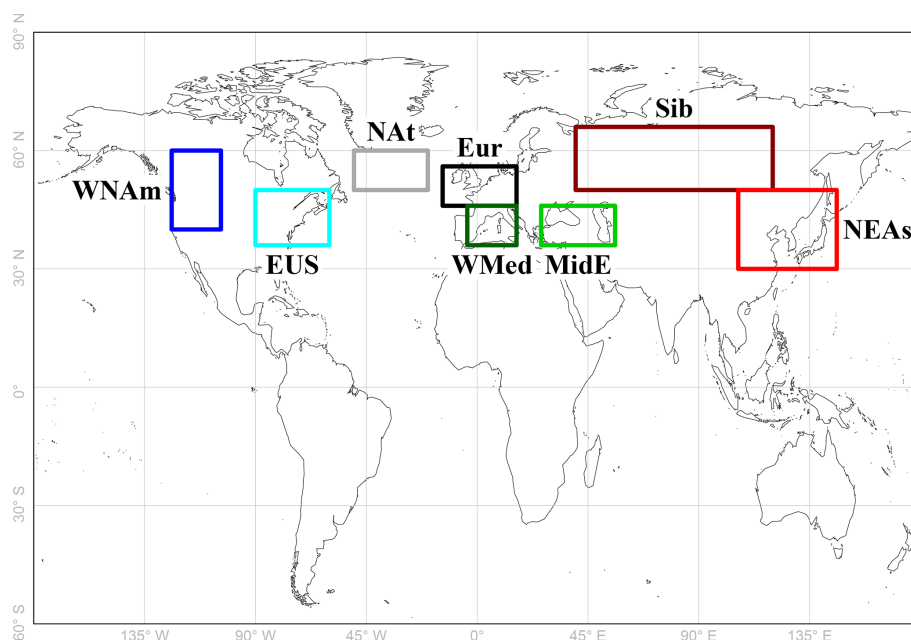 90° N
Sib
NAt
Eur
60° N
WNAm
NEAs
EUS
WMed
MidE
30° N
0°
30° S
60° S
135° W
90° W
45° W
0°
45° E
90° E
135° E